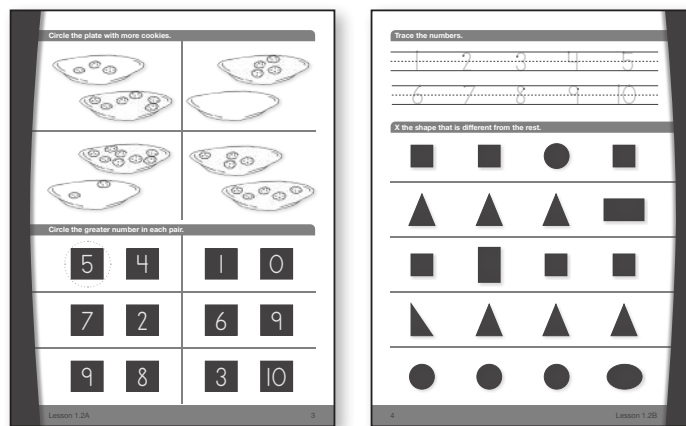 Circle the plate with more cookies.
Circle the greater number in each pair.
5 4 1 0
7 2 6 9
9 8 3 10
Lesson 1.2A 3
Trace the numbers.
1 2 3 4 5
6 7 8 9 10
X the shape that is different from the rest.
4 Lesson 1.2B